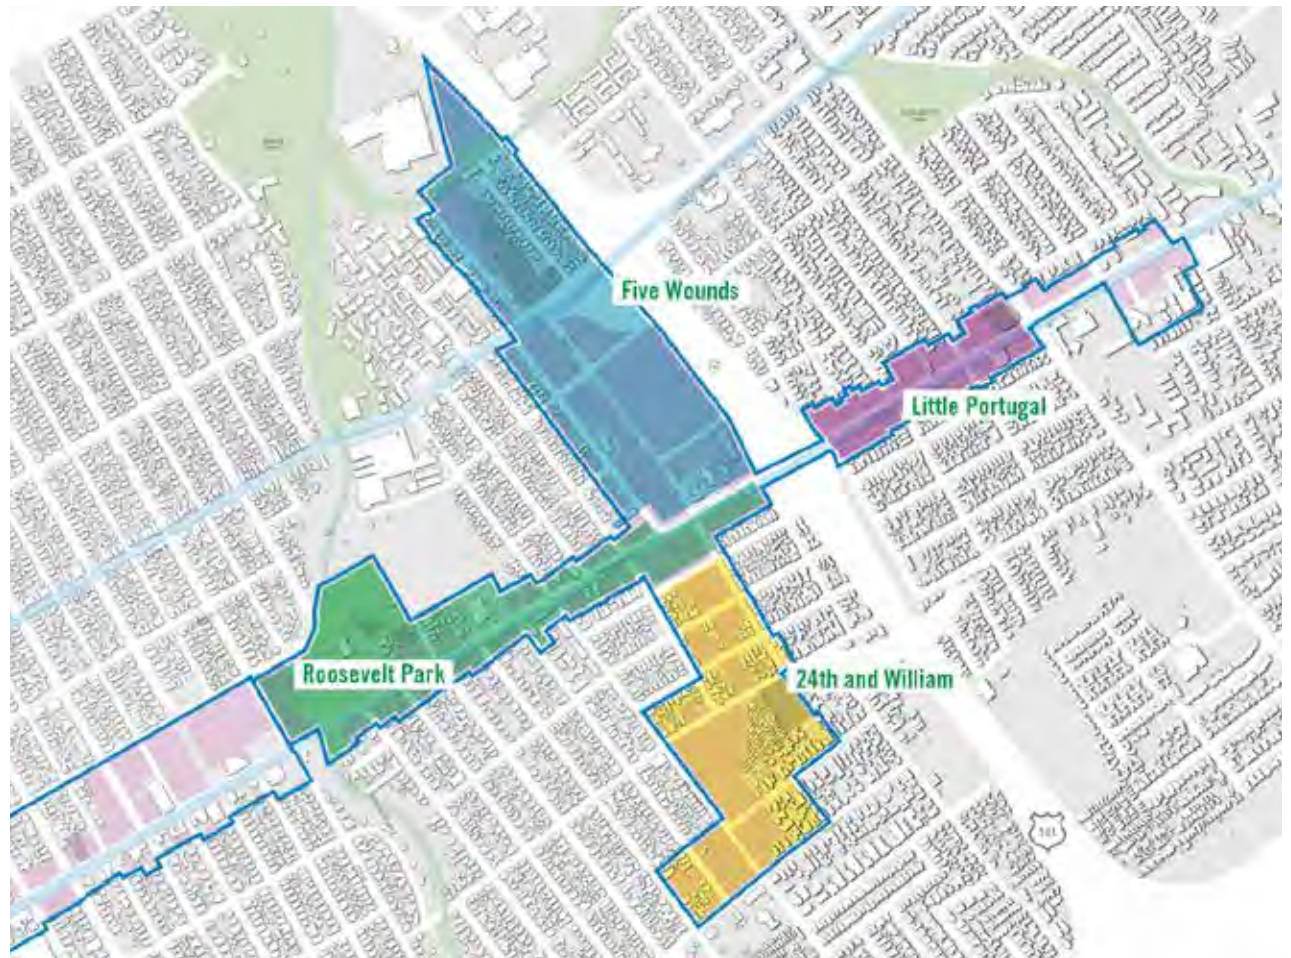 Five Wounds
Little Portugal
Roosevelt Park
24th and William
101